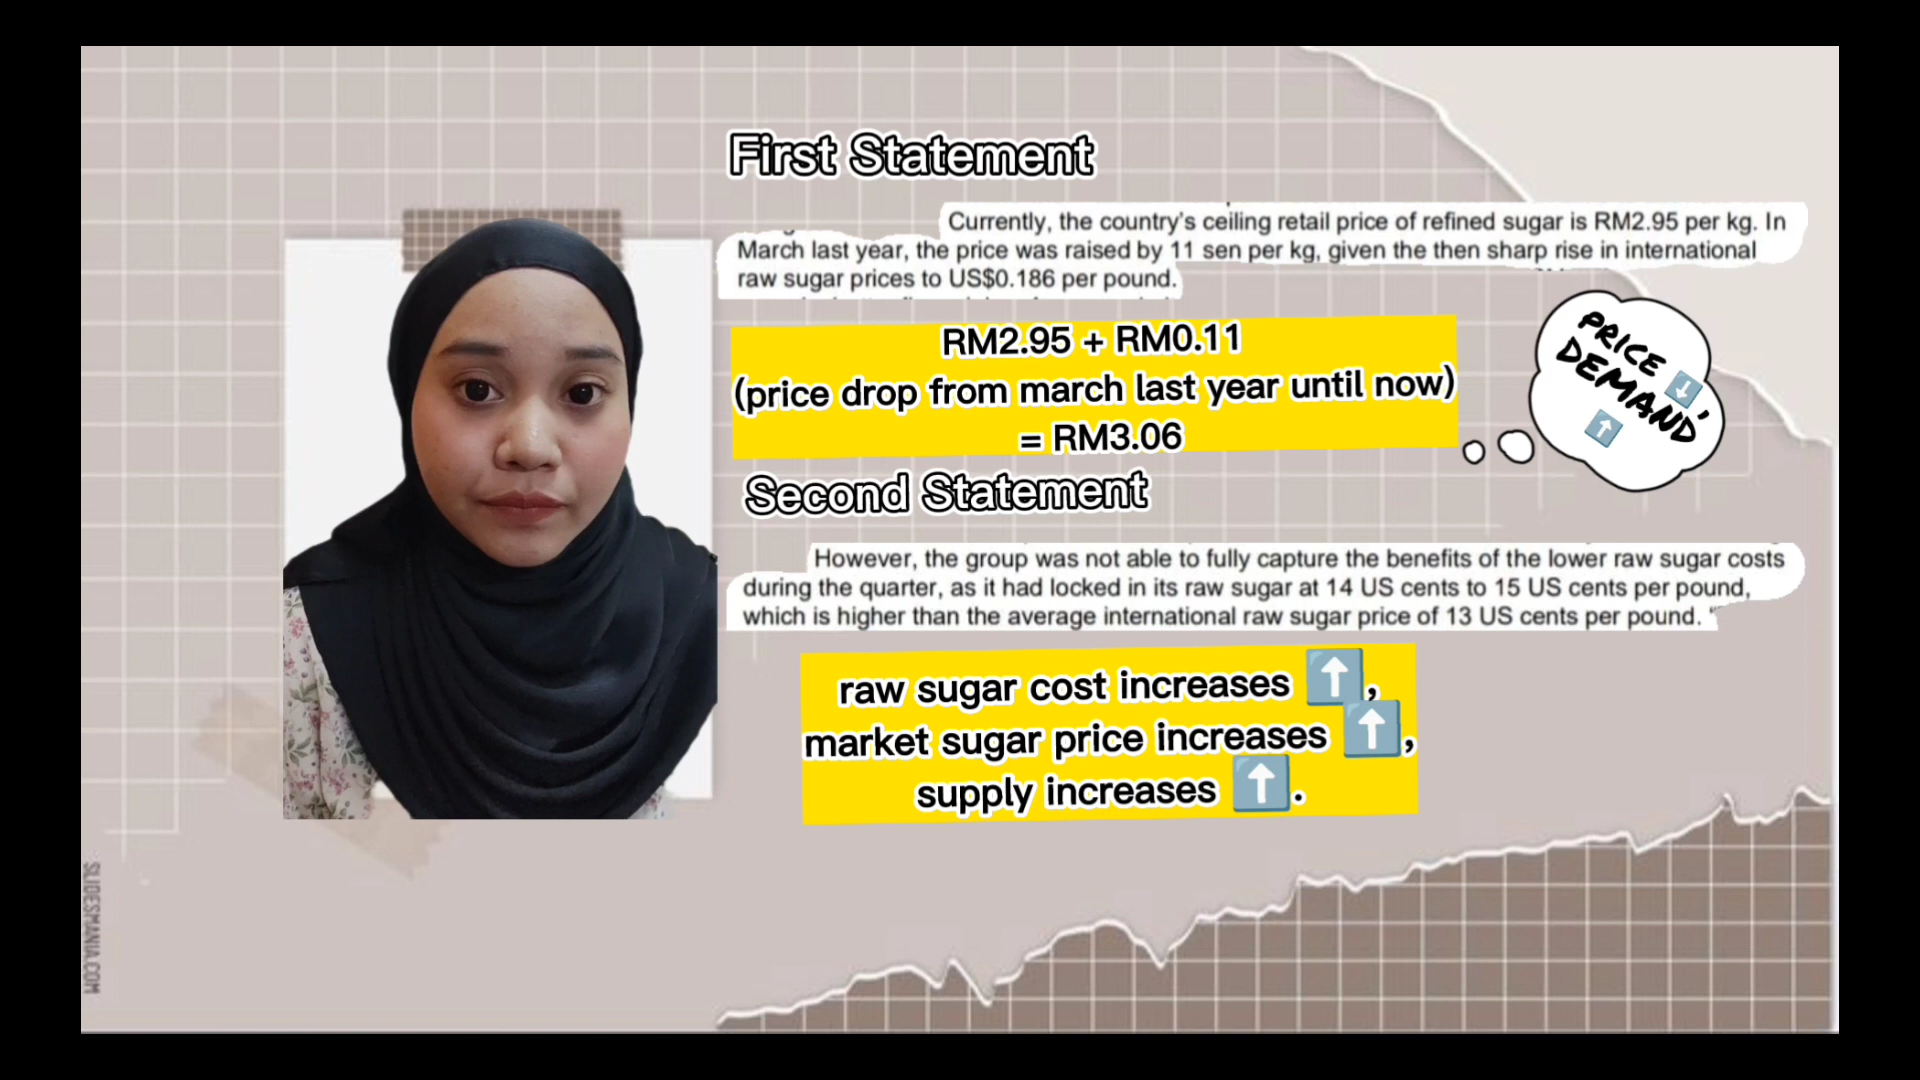 First Statement
Currently, the country's ceiling retail price of refined sugar is RM2.95 per kg. In
March last year, the price was raised by 11 sen per kg, given the then sharp rise in international
raw sugar prices to US$0.186 per pound.
RM2.95 + RM0.11
(price drop from march last year until now)
= RM3.06
PRICE ⬇️,
DEMAND
⬆️
Second Statement
However, the group was not able to fully capture the benefits of the lower raw sugar costs
during the quarter, as it had locked in its raw sugar at 14 US cents to 15 US cents per pound,
which is higher than the average international raw sugar price of 13 US cents per pound. "
raw sugar cost increases ⬆️,
market sugar price increases ⬆️,
supply increases ⬆️.
SLIDESMANIA.COM